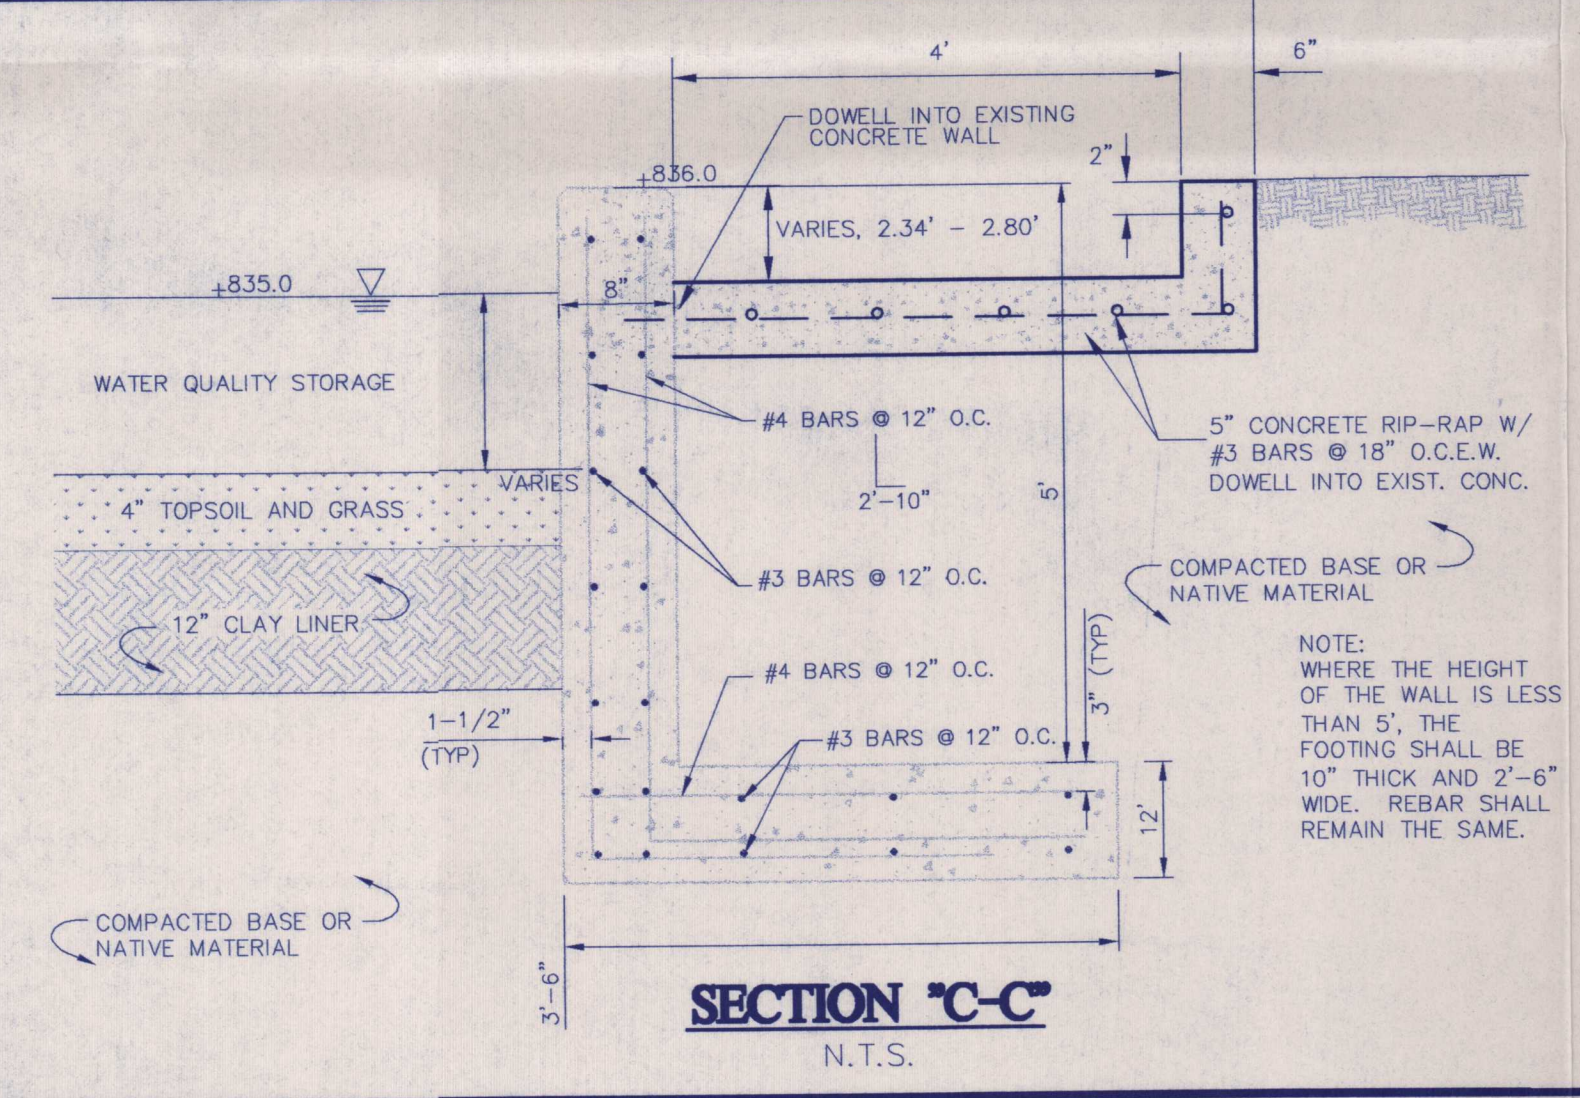 4'
6"
DOWELL INTO EXISTING
CONCRETE WALL
2"
+836.0
VARIES, 2.34' - 2.80'
+835.0
8"
WATER QUALITY STORAGE
#4 BARS @ 12" O.C.
2'-10"
5" CONCRETE RIP-RAP W/
#3 BARS @ 18" O.C.E.W.
DOWELL INTO EXIST. CONC.
VARIES
5'
4" TOPSOIL AND GRASS
#3 BARS @ 12" O.C.
COMPACTED BASE OR
NATIVE MATERIAL
12" CLAY LINER
3" (TYP)
NOTE:
WHERE THE HEIGHT
OF THE WALL IS LESS
THAN 5', THE
FOOTING SHALL BE
10" THICK AND 2'-6"
WIDE. REBAR SHALL
REMAIN THE SAME.
#4 BARS @ 12" O.C.
1-1/2"
(TYP)
#3 BARS @ 12" O.C.
12'
COMPACTED BASE OR
NATIVE MATERIAL
3'-6"
SECTION "C-C"
N.T.S.